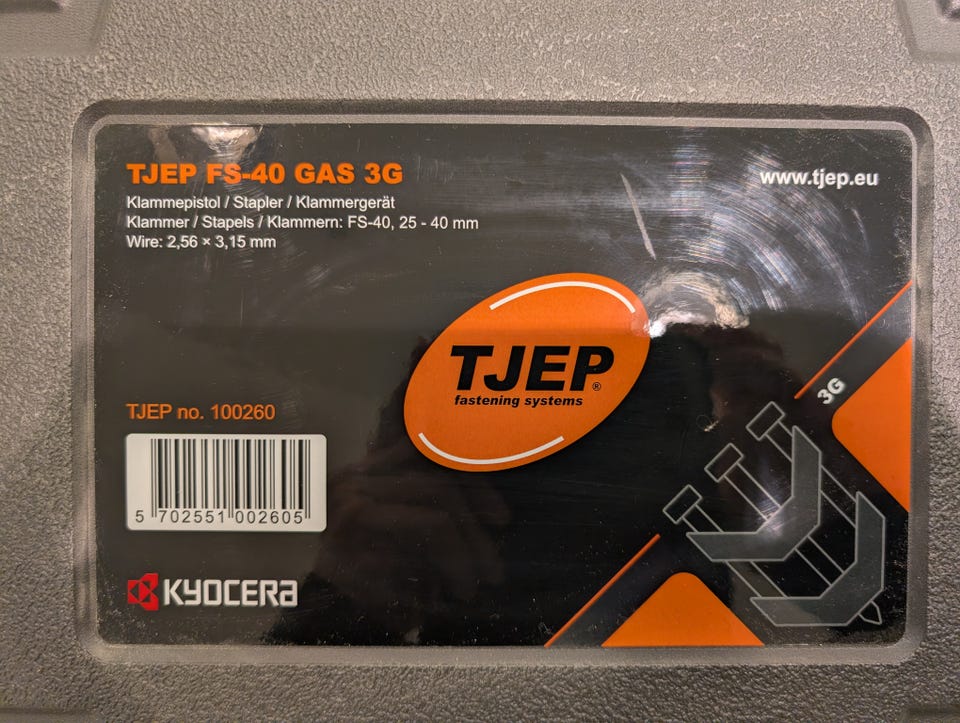 TJEP FS-40 GAS 3G
Klammepistol / Stapler / Klammergerät
Klammer / Stapels / Klammern: FS-40, 25 - 40 mm
Wire: 2,56 × 3,15 mm
www.tjep.eu
TJEP®
fastening systems
3G
TJEP no. 100260
5 702551 002605
KYOCERA